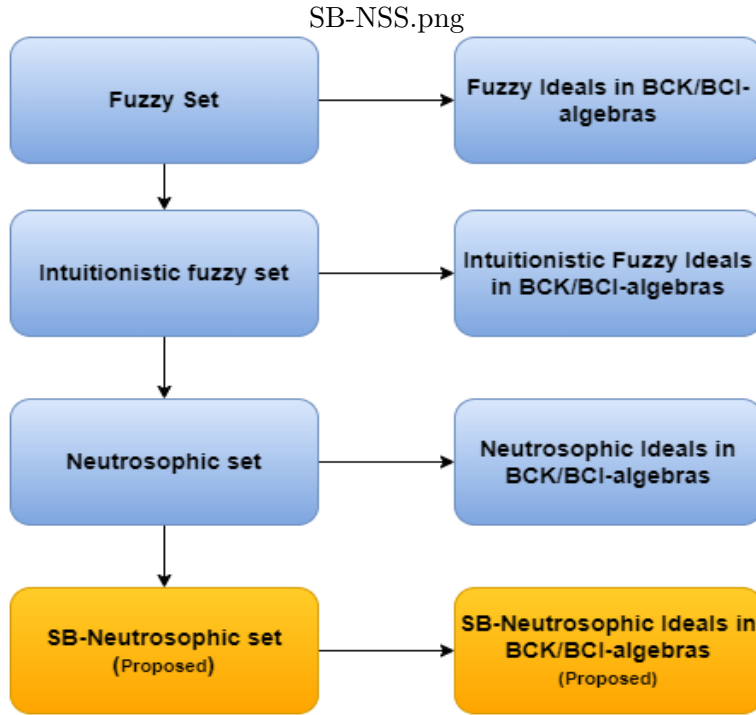 SB-NSS.png
Fuzzy Set
Fuzzy Ideals in BCK/BCI-
algebras
Intuitionistic fuzzy set
Intuitionistic Fuzzy Ideals
in BCK/BCI-algebras
Neutrosophic set
Neutrosophic Ideals in
BCK/BCI-algebras
SB-Neutrosophic set
(Proposed)
SB-Neutrosophic Ideals in
BCK/BCI-algebras
(Proposed)